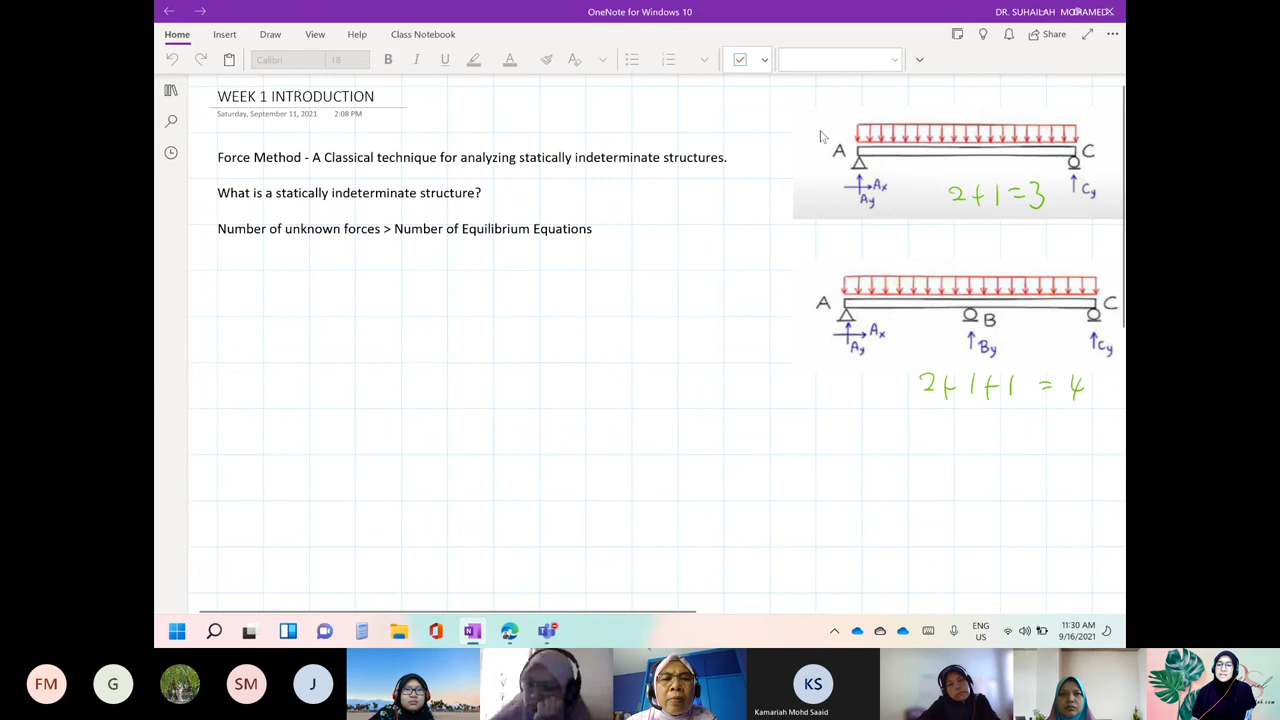 OneNote for Windows 10
DR. SUHAILAH
Home Insert Draw View Help Class Notebook
Share
Calibri 18
B I U A
WEEK 1 INTRODUCTION
Saturday, September 11, 2021 2:08 PM
Force Method - A Classical technique for analyzing statically indeterminate structures.
What is a statically indeterminate structure?
Number of unknown forces > Number of Equilibrium Equations
A C
Ax
Ay
Cy
2+1=3
A C
B
Ax
Ay
By
Cy
2+1+1 = 4
ENG
US
11:30 AM
9/16/2021
FM G SM J KS
Kamariah Mohd Saaid